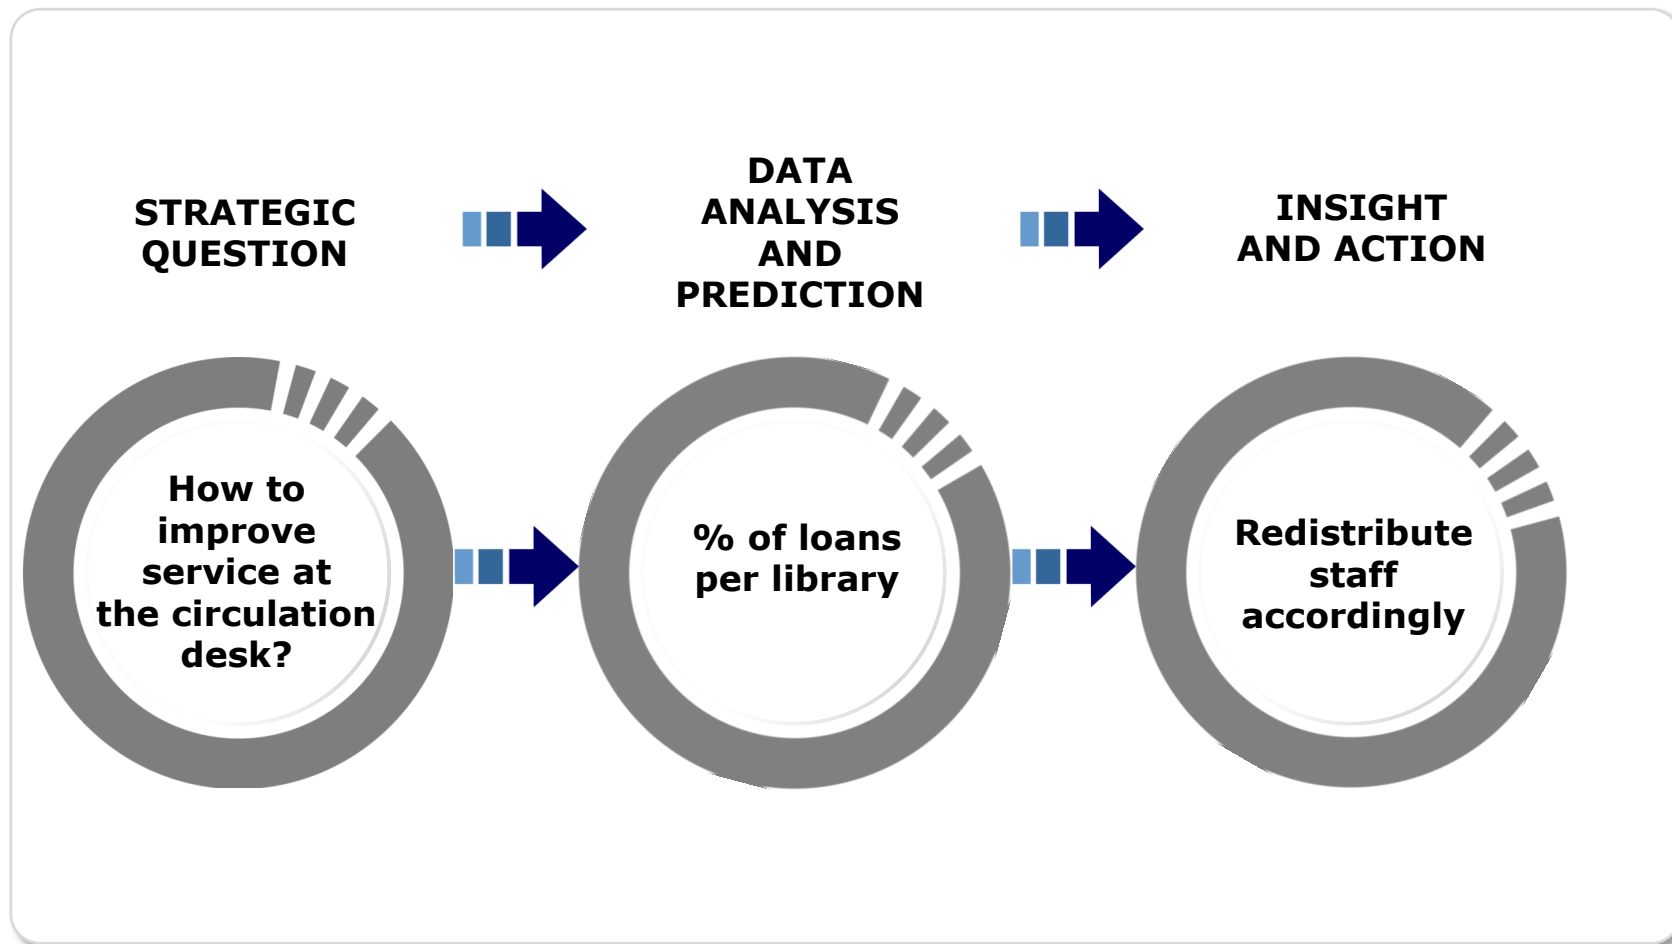 STRATEGIC
QUESTION
DATA
ANALYSIS
AND
PREDICTION
INSIGHT
AND ACTION
How to
improve
service at
the circulation
desk?
% of loans
per library
Redistribute
staff
accordingly